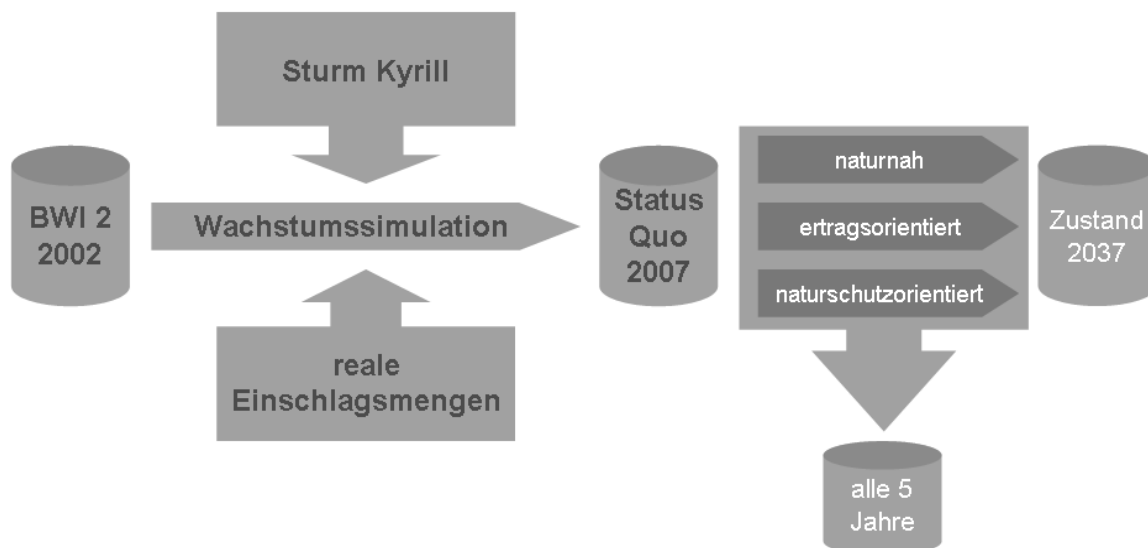 Sturm Kyrill
BWI 2
2002
Wachstumssimulation
reale
Einschlagsmengen
Status
Quo
2007
naturnah
ertragsorientiert
naturschutzorientiert
Zustand
2037
alle 5
Jahre